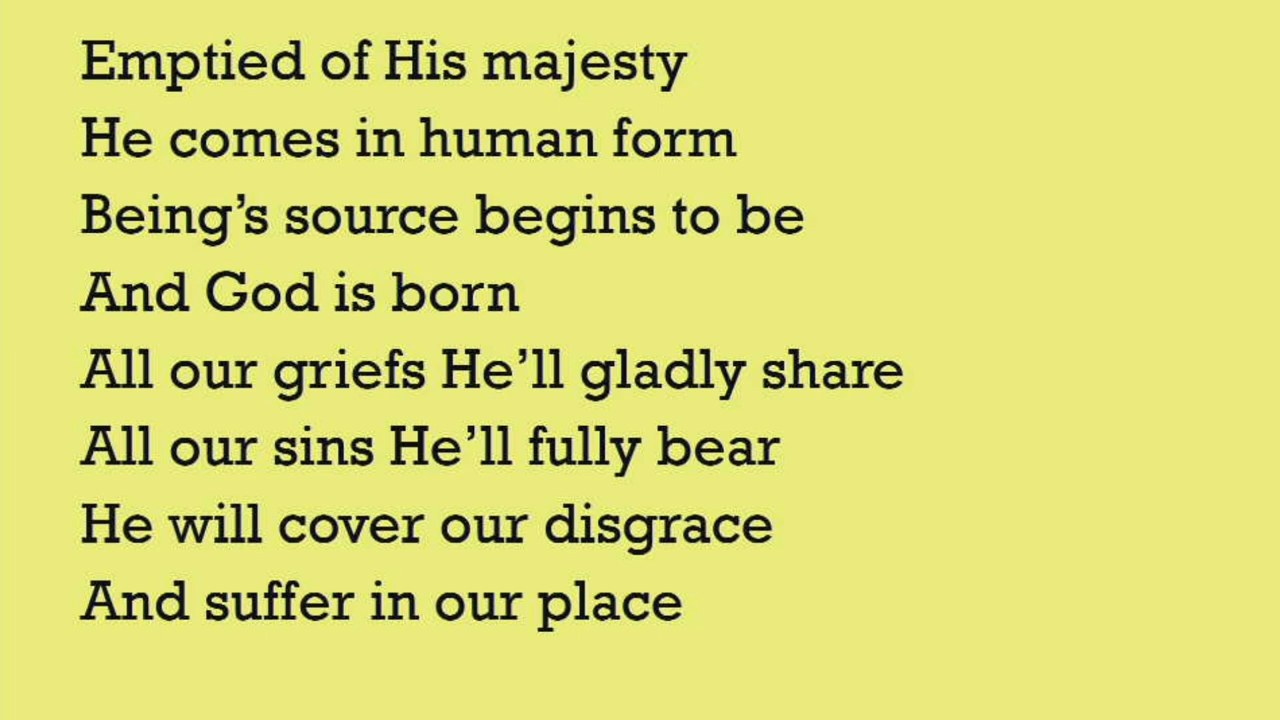 Emptied of His majesty
He comes in human form
Being’s source begins to be
And God is born
All our griefs He’ll gladly share
All our sins He’ll fully bear
He will cover our disgrace
And suffer in our place